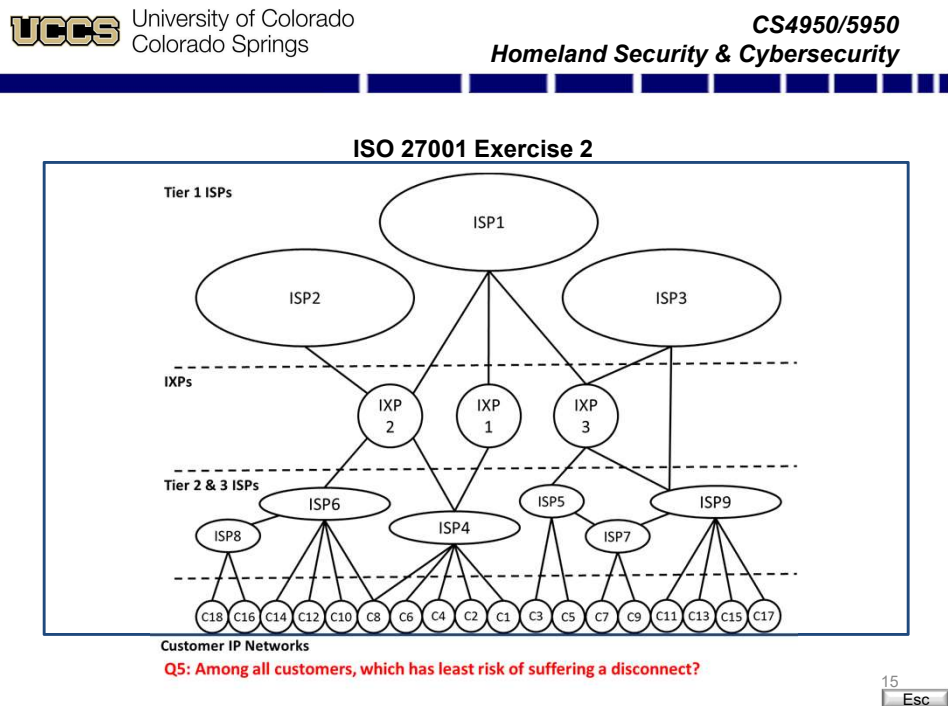 UCCS University of Colorado
Colorado Springs
CS4950/5950
Homeland Security & Cybersecurity
ISO 27001 Exercise 2
Tier 1 ISPs
ISP1
ISP2
ISP3
IXPs
IXP
2
IXP
1
IXP
3
Tier 2 & 3 ISPs
ISP6
ISP5
ISP9
ISP8
ISP4
ISP7
C18 C16 C14 C12 C10 C8 C6 C4 C2 C1 C3 C5 C7 C9 C11 C13 C15 C17
Customer IP Networks
Q5: Among all customers, which has least risk of suffering a disconnect?
15
Esc